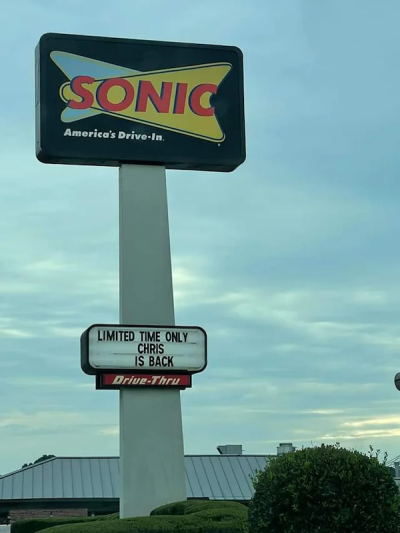 SONIC
America's Drive-In.
LIMITED TIME ONLY
CHRIS
IS BACK
Drive-Thru